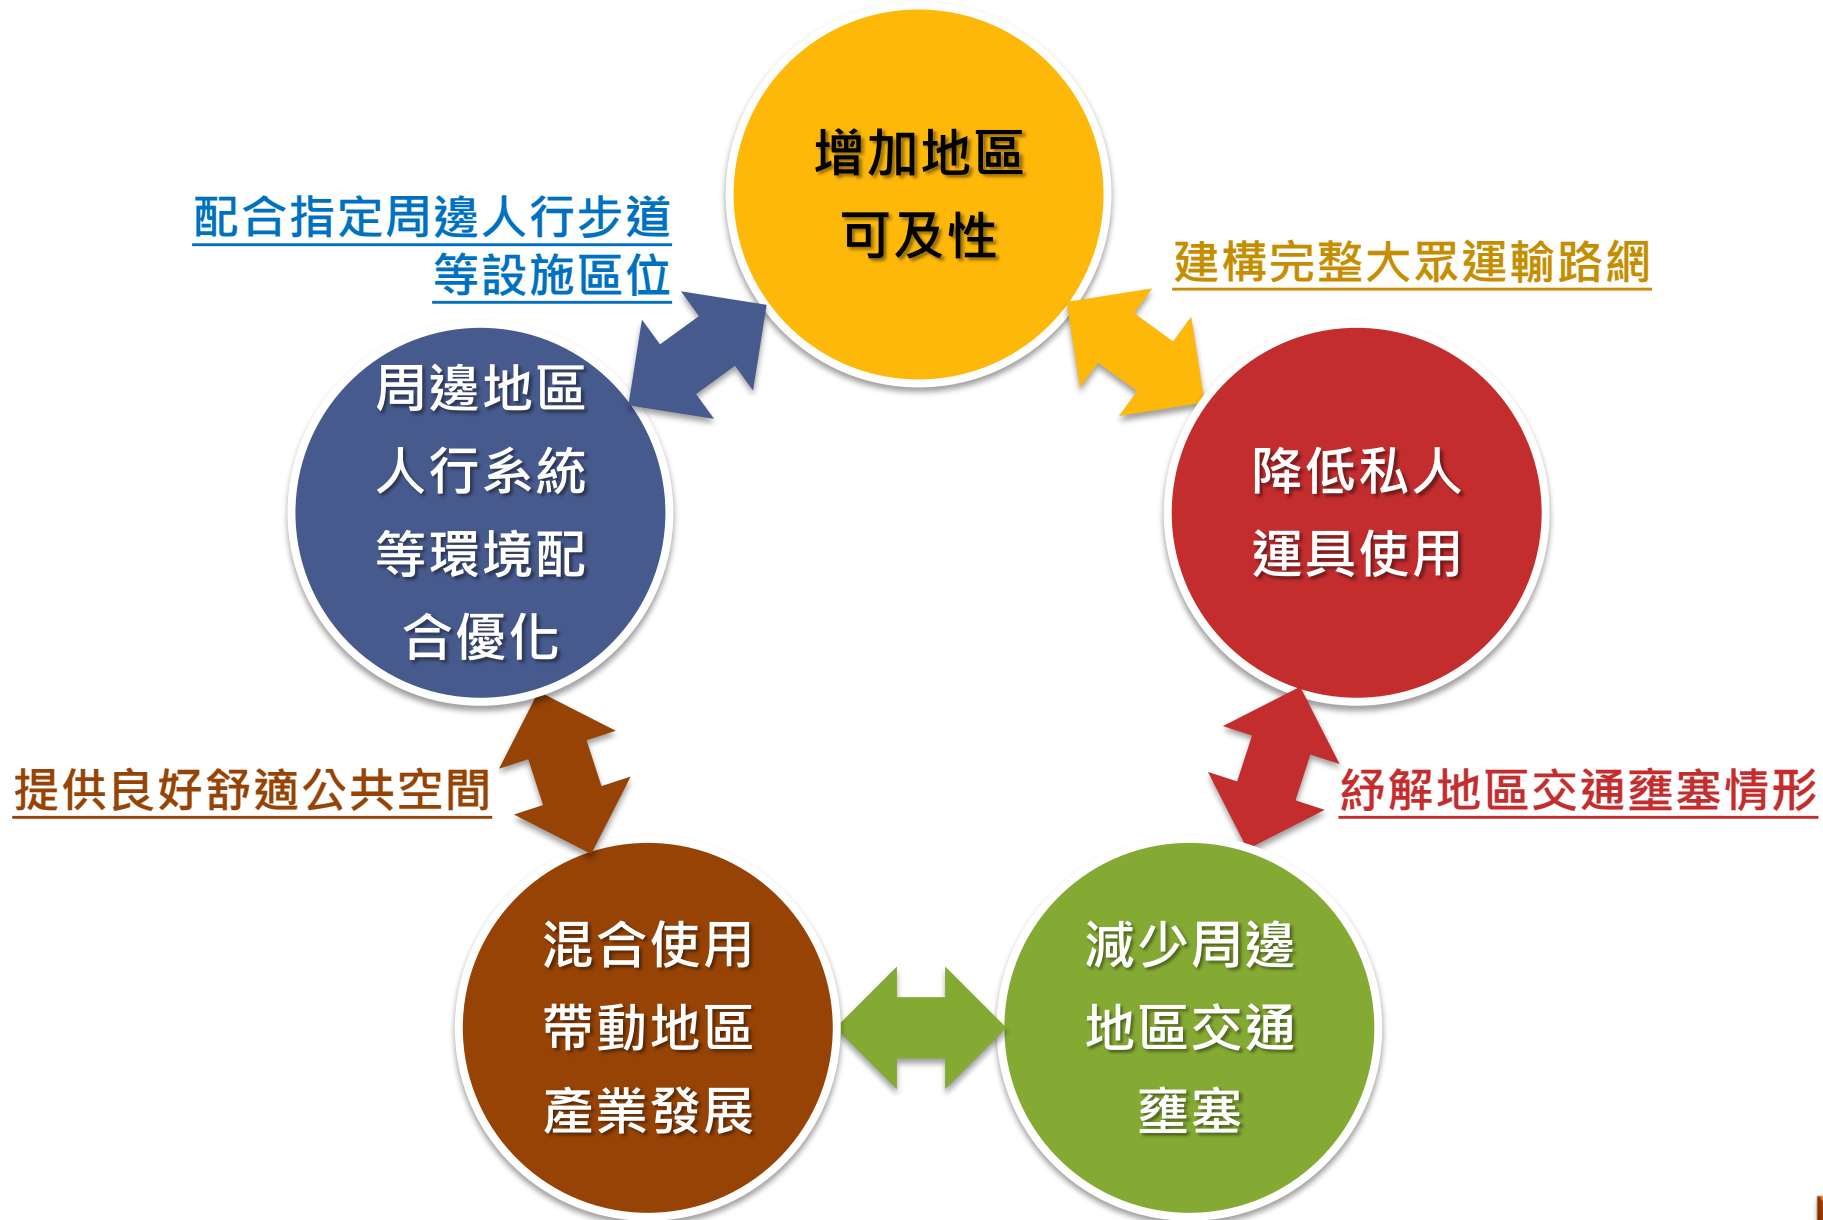 增加地區
可及性
配合指定周邊人行步道
等設施區位
建構完整大眾運輸路網
周邊地區
人行系統
等環境配
合優化
降低私人
運具使用
提供良好舒適公共空間
紓解地區交通壅塞情形
混合使用
帶動地區
產業發展
減少周邊
地區交通
壅塞